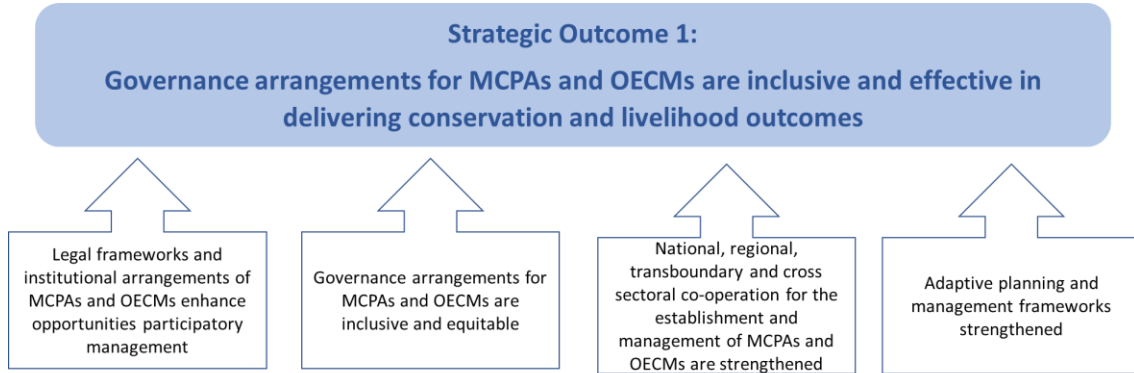 Strategic Outcome 1:
Governance arrangements for MCPAs and OECMs are inclusive and effective in
delivering conservation and livelihood outcomes
Legal frameworks and
institutional arrangements of
MCPAs and OECMs enhance
opportunities participatory
management
Governance arrangements for
MCPAs and OECMs are
inclusive and equitable
National, regional,
transboundary and cross
sectoral co-operation for the
establishment and
management of MCPAs and
OECMs are strengthened
Adaptive planning and
management frameworks
strengthened